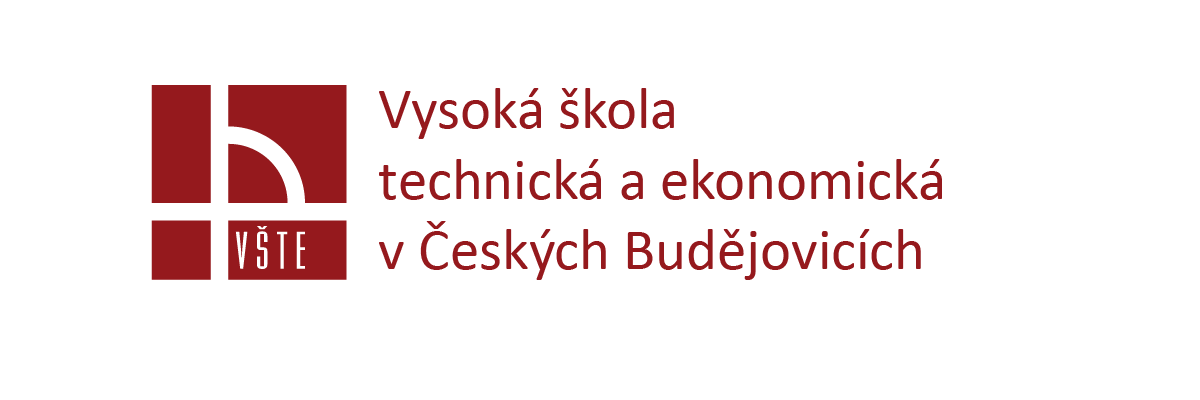 Vysoká škola
technická a ekonomická
v Českých Budějovicích
VŠTE